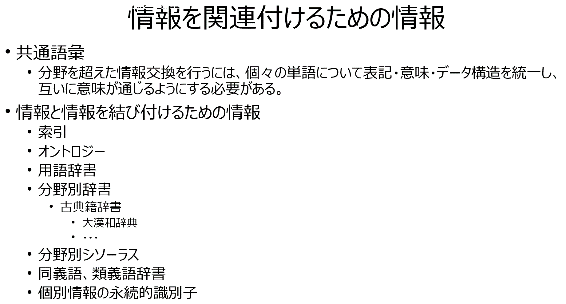 情報を関連付けるための情報
• 共通語彙
• 分野を超えた情報交換を行うには、個々の単語について表記・意味・データ構造を統一し、
互いに意味が通じるようにする必要がある。
• 情報と情報を結び付けるための情報
• 索引
• オントロジー
• 用語辞書
• 分野別辞書
• 古典籍辞書
• 大漢和辞典
• ・・・
• 分野別シソーラス
• 同義語、類義語辞書
• 個別情報の永続的識別子